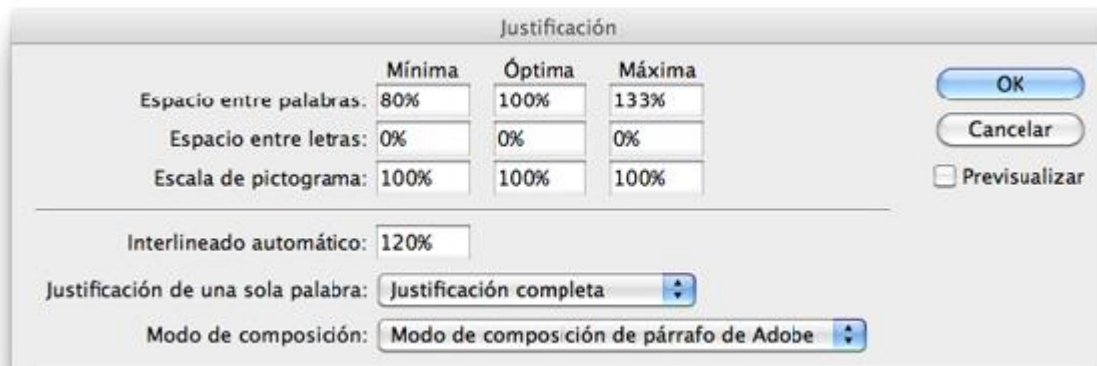 Justificación
Mínima Óptima Máxima
Espacio entre palabras: 80% 100% 133%
OK
Espacio entre letras: 0% 0% 0%
Cancelar
Escala de pictograma: 100% 100% 100%
Previsualizar
Interlineado automático: 120%
Justificación de una sola palabra: Justificación completa
Modo de composición: Modo de composición de párrafo de Adobe